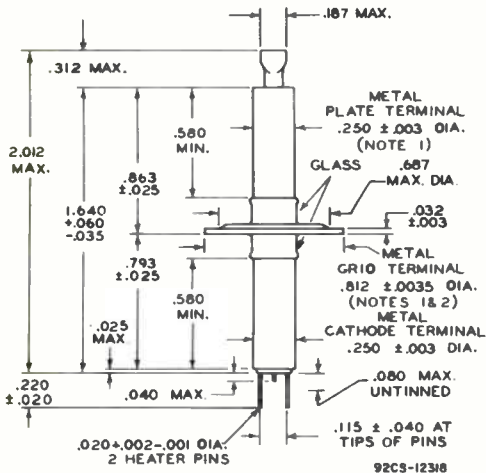 .187 MAX.
.312 MAX.
METAL
PLATE TERMINAL
.250 ±.003 DIA.
(NOTE 1)
.580
MIN.
2.012
MAX.
GLASS
.687
MAX. DIA.
.863
±.025
.032
±.003
1.640
+.060
-.035
METAL
GRID TERMINAL
.812 ±.0035 DIA.
(NOTES 1&2)
.793
±.025
.580
MIN.
METAL
CATHODE TERMINAL
.250 ±.003 DIA.
.025
MAX
.220
±.020
.040 MAX.
.080 MAX.
UNTINNED
.020+.002-.001 DIA.
2 HEATER PINS
.115 ±.040 AT
TIPS OF PINS
92CS-12318